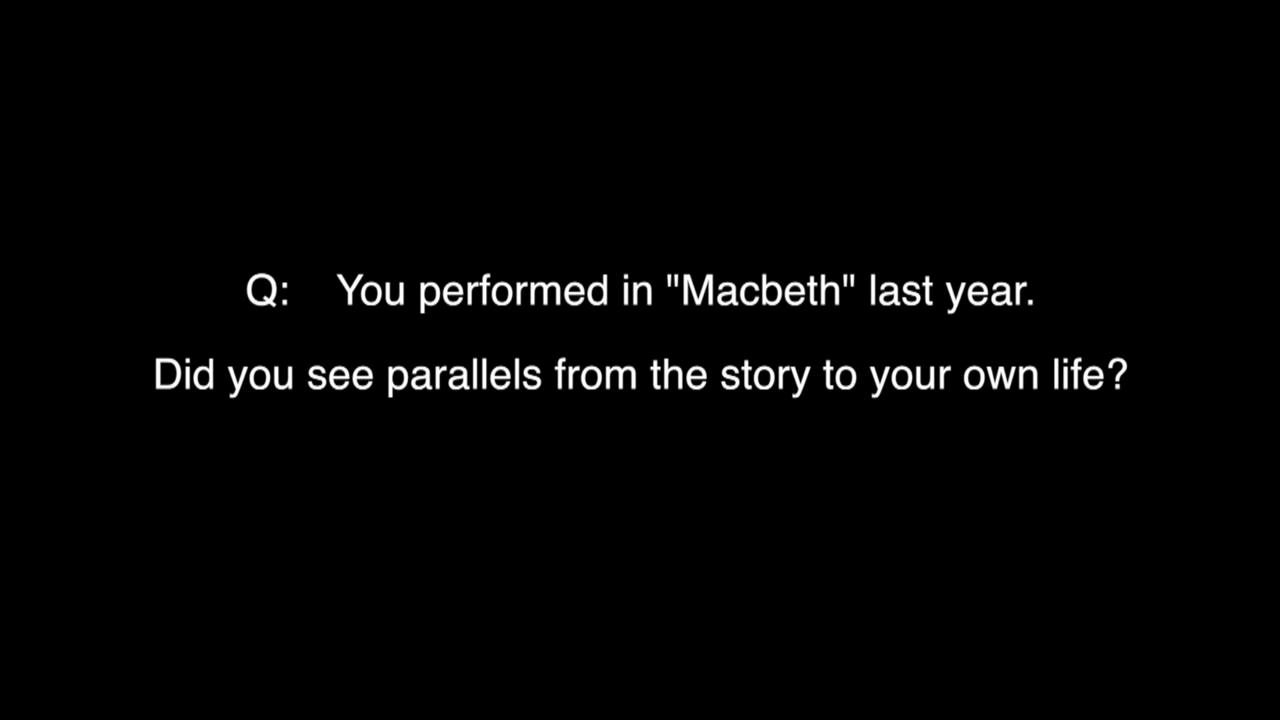 Q: You performed in "Macbeth" last year.
Did you see parallels from the story to your own life?